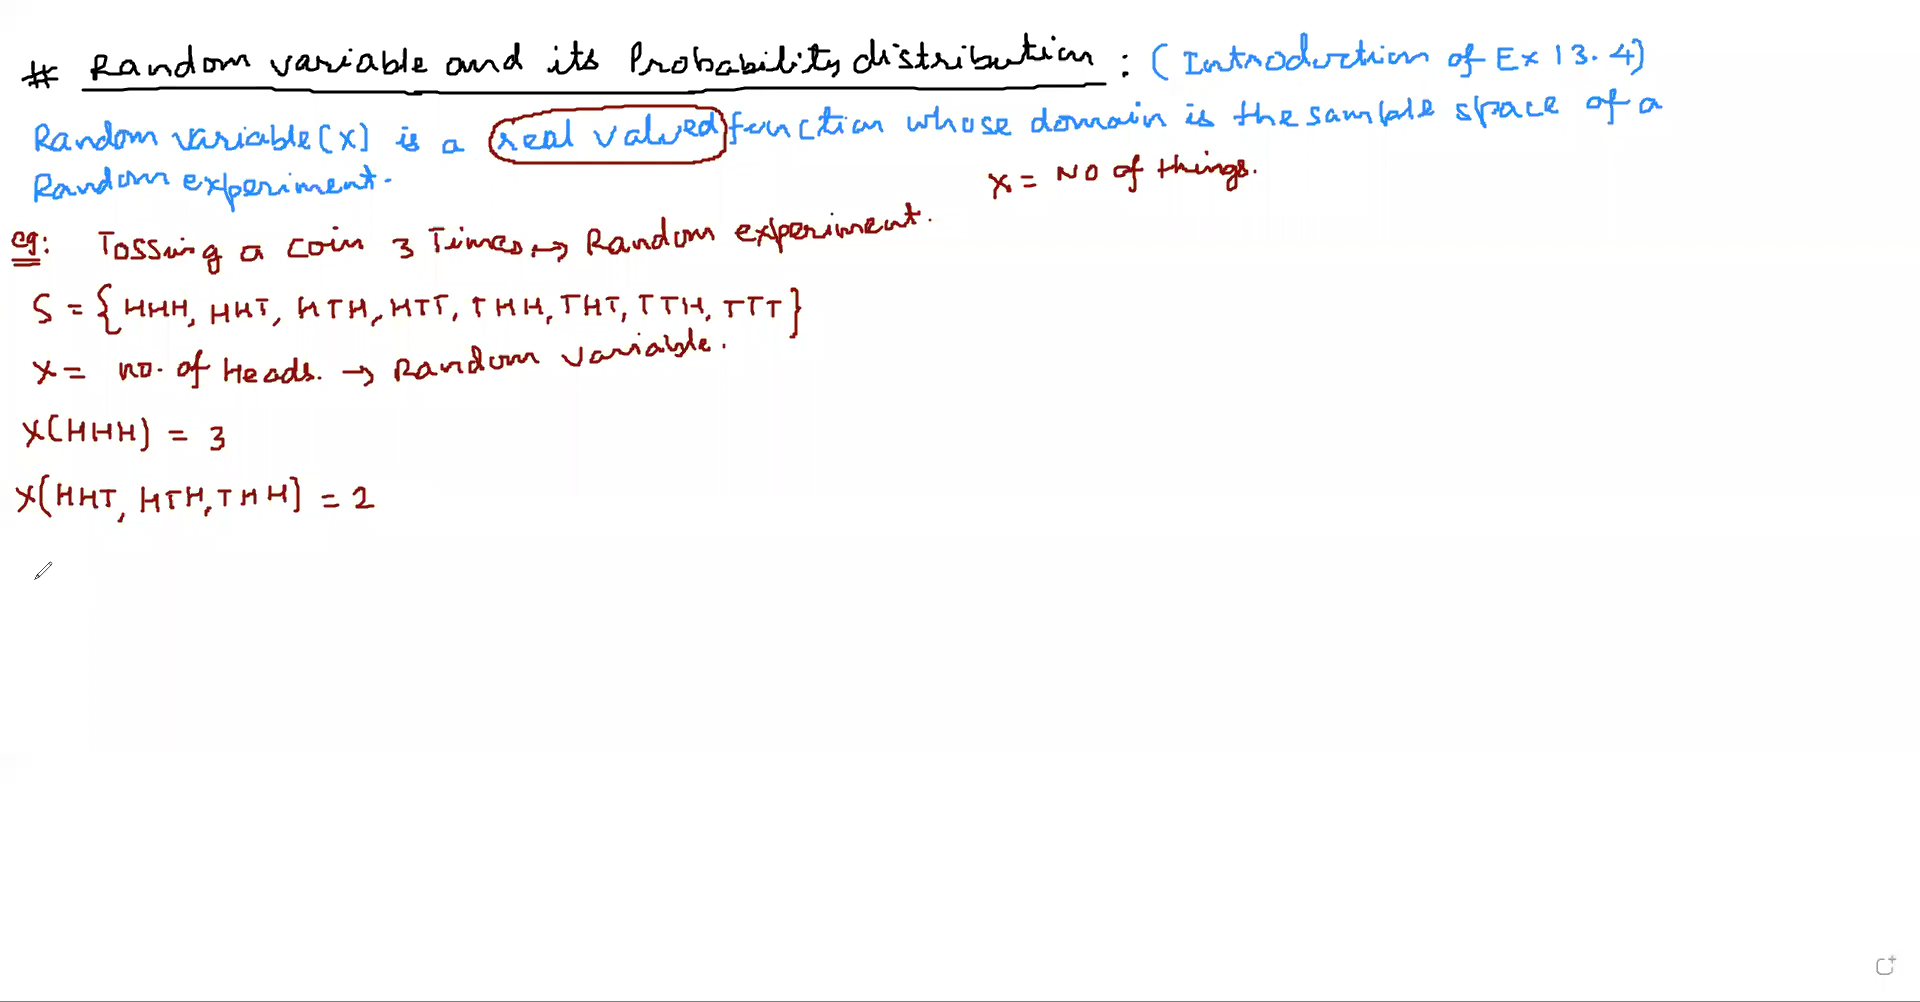 # Random variable and its Probability distribution : (Introduction of Ex 13.4)
Random variable (X) is a real valued function whose domain is the sample space of a
Random experiment.
X = NO of things.
eg: Tossing a coin 3 Times → Random experiment.
S = {HHH, HHT, HTH, HTT, THH, THT, TTH, TTT}
X = no. of Heads. → Random variable.
X(HHH) = 3
X(HHT, HTH, THH) = 2